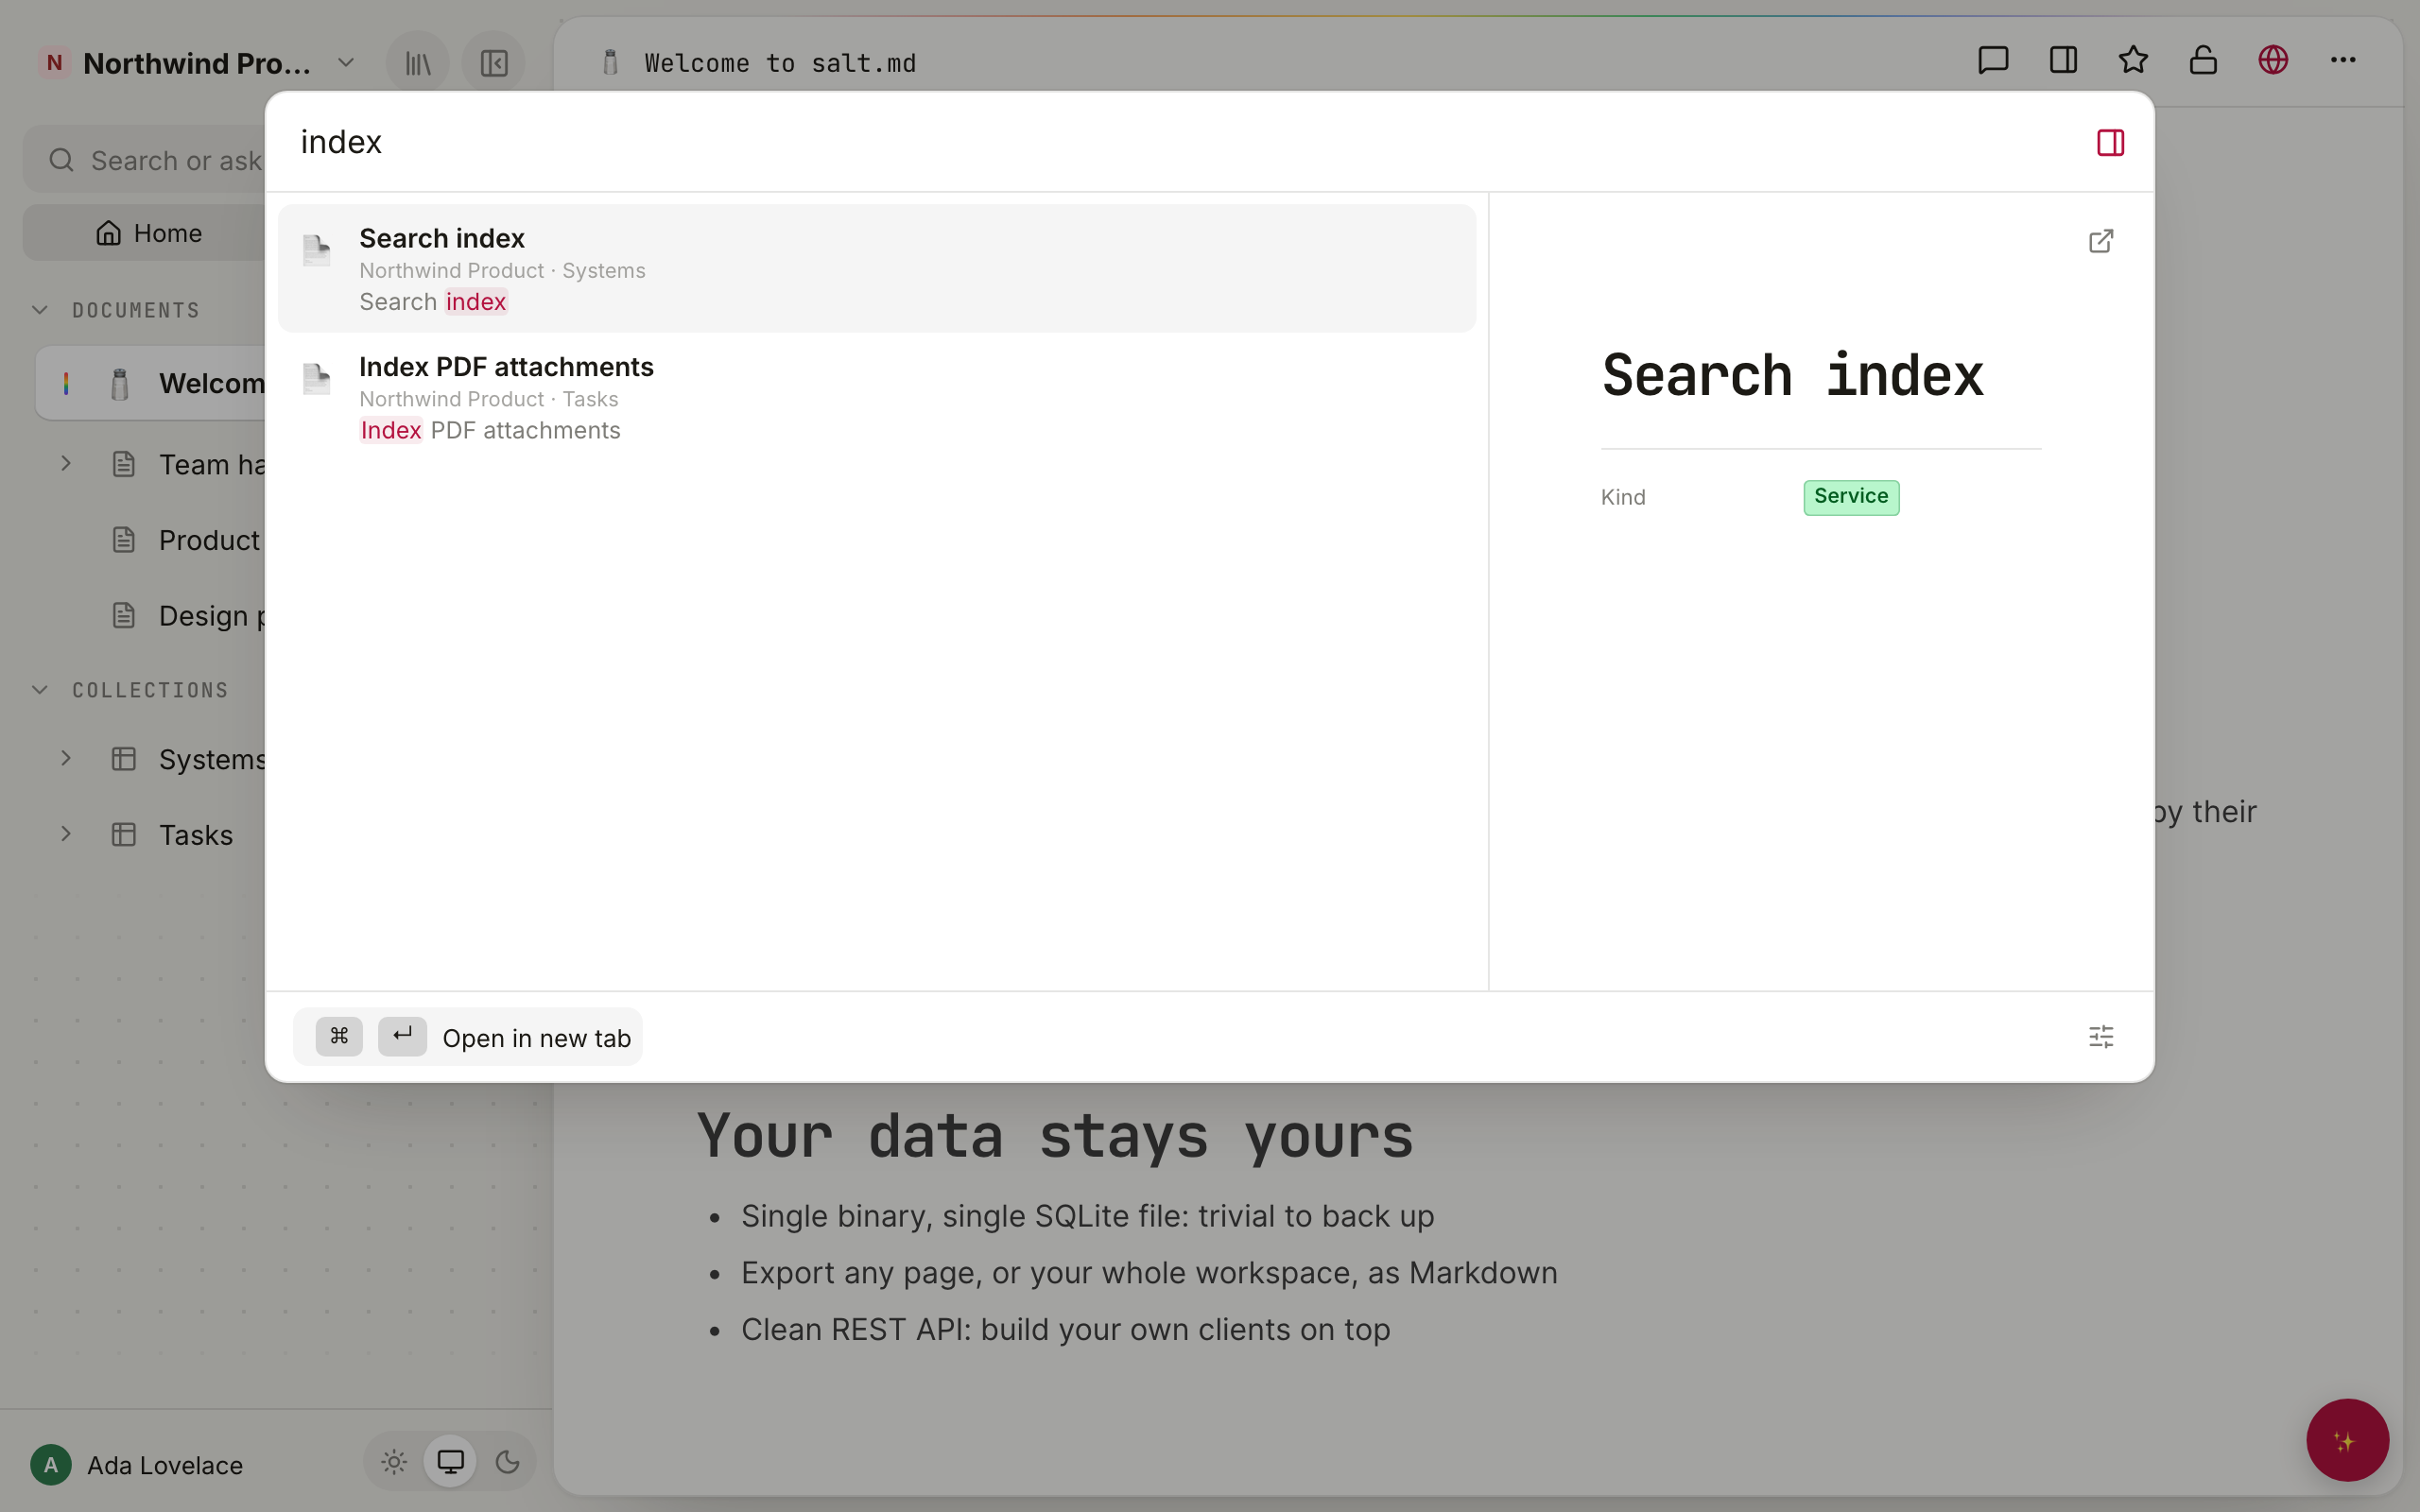 N Northwind Pro...
Welcome to salt.md
Search or ask
Home
DOCUMENTS
Welcom
Team ha
Product
Design p
COLLECTIONS
Systems
Tasks
index
Search index
Northwind Product · Systems
Search index
Index PDF attachments
Northwind Product · Tasks
Index PDF attachments
Search index
Kind Service
⌘ ↵ Open in new tab
by their
Your data stays yours
• Single binary, single SQLite file: trivial to back up
• Export any page, or your whole workspace, as Markdown
• Clean REST API: build your own clients on top
A Ada Lovelace